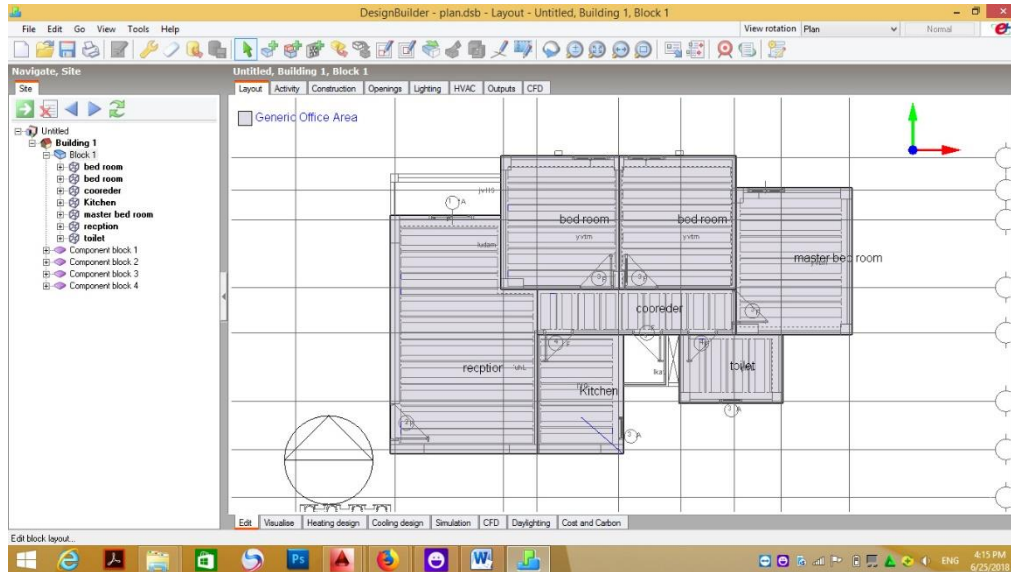 DesignBuilder - plan.dsb - Layout - Untitled, Building 1, Block 1
File Edit Go View Tools Help
View rotation Plan Normal
Navigate, Site
Untitled, Building 1, Block 1
Site
Layout Activity Construction Openings Lighting HVAC Outputs CFD
Generic Office Area
Untitled
Building 1
Block 1
bed room
bed room
cooreder
Kitchen
master bed room
recption
toilet
Component block 1
Component block 2
Component block 3
Component block 4
bed room
bed room
master bed room
cooreder
recption
Kitchen
toilet
Edit Visualise Heating design Cooling design Simulation CFD Daylighting Cost and Carbon
Edit block layout...
Ps
W
ENG
4:15 PM
6/25/2018